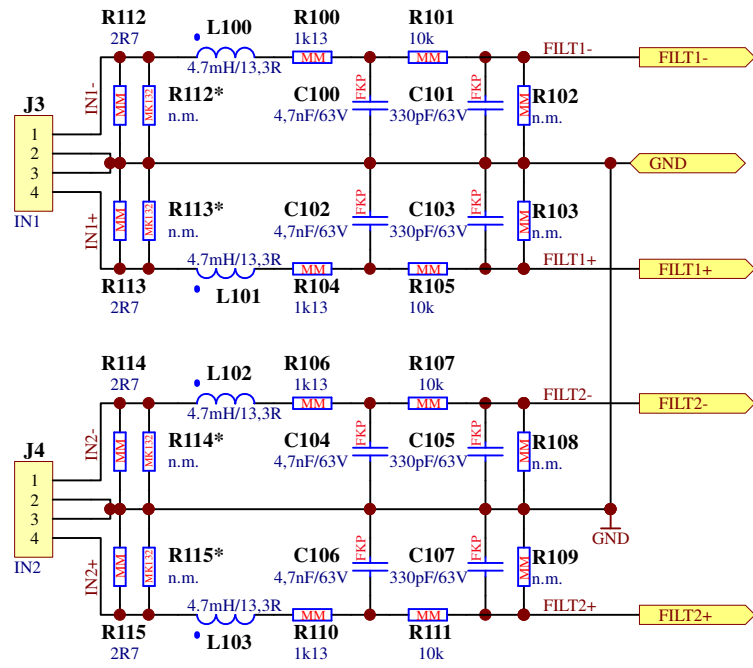 R112
2R7
L100
4.7mH/13,3R
R100
1k13
MM
R101
10k
MM
FILT1-
FILT1-
J3
1
2
3
4
IN1
IN1-
MM
MK132
R112*
n.m.
C100
4,7nF/63V
FKP
C101
330pF/63V
FKP
R102
n.m.
GND
IN1+
MM
MK132
R113*
n.m.
C102
4,7nF/63V
FKP
C103
330pF/63V
FKP
R103
n.m.
R113
2R7
4.7mH/13,3R
L101
MM
R104
1k13
MM
R105
10k
FILT1+
FILT1+
R114
2R7
L102
4.7mH/13,3R
R106
1k13
MM
R107
10k
MM
FILT2-
FILT2-
J4
1
2
3
4
IN2
IN2-
MM
MK132
R114*
n.m.
C104
4,7nF/63V
FKP
C105
330pF/63V
FKP
R108
n.m.
GND
IN2+
MM
MK132
R115*
n.m.
C106
4,7nF/63V
FKP
C107
330pF/63V
FKP
R109
n.m.
R115
2R7
4.7mH/13,3R
L103
MM
R110
1k13
MM
R111
10k
FILT2+
FILT2+